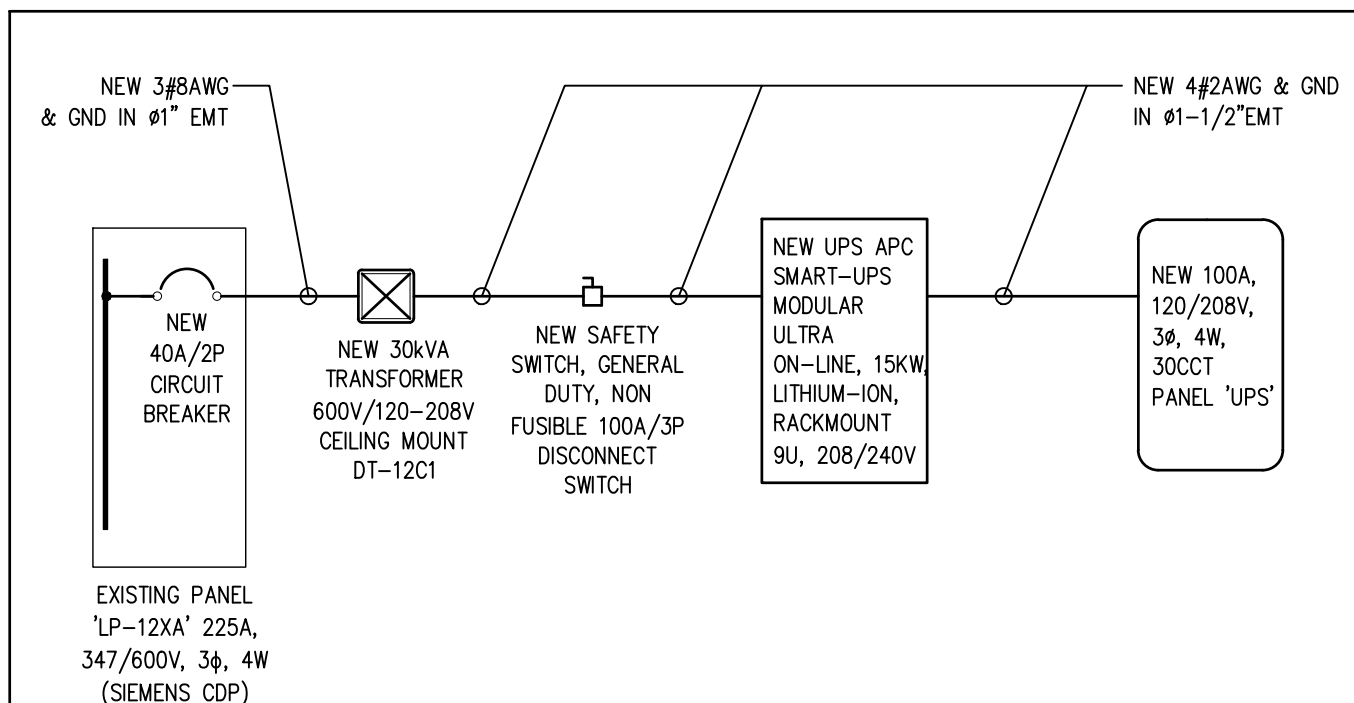 NEW 3#8AWG
& GND IN ø1” EMT
NEW 4#2AWG & GND
IN ø1-1/2”EMT
NEW
40A/2P
CIRCUIT
BREAKER
EXISTING PANEL
'LP-12XA' 225A,
347/600V, 3ϕ, 4W
(SIEMENS CDP)
NEW 30kVA
TRANSFORMER
600V/120-208V
CEILING MOUNT
DT-12C1
NEW SAFETY
SWITCH, GENERAL
DUTY, NON
FUSIBLE 100A/3P
DISCONNECT
SWITCH
NEW UPS APC
SMART-UPS
MODULAR
ULTRA
ON-LINE, 15KW,
LITHIUM-ION,
RACKMOUNT
9U, 208/240V
NEW 100A,
120/208V,
3ø, 4W,
30CCT
PANEL 'UPS'